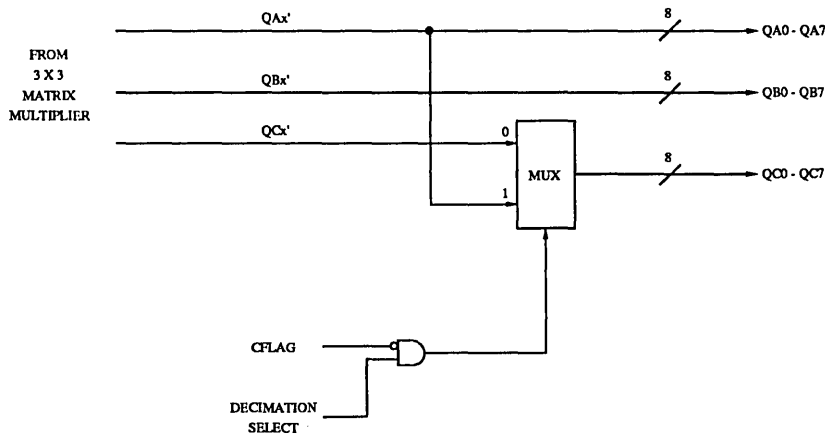 QAx'
8
QA0 - QA7
FROM
3 X 3
MATRIX
MULTIPLIER
QBx'
8
QB0 - QB7
QCx'
0
MUX
8
QC0 - QC7
1
CFLAG
DECIMATION
SELECT